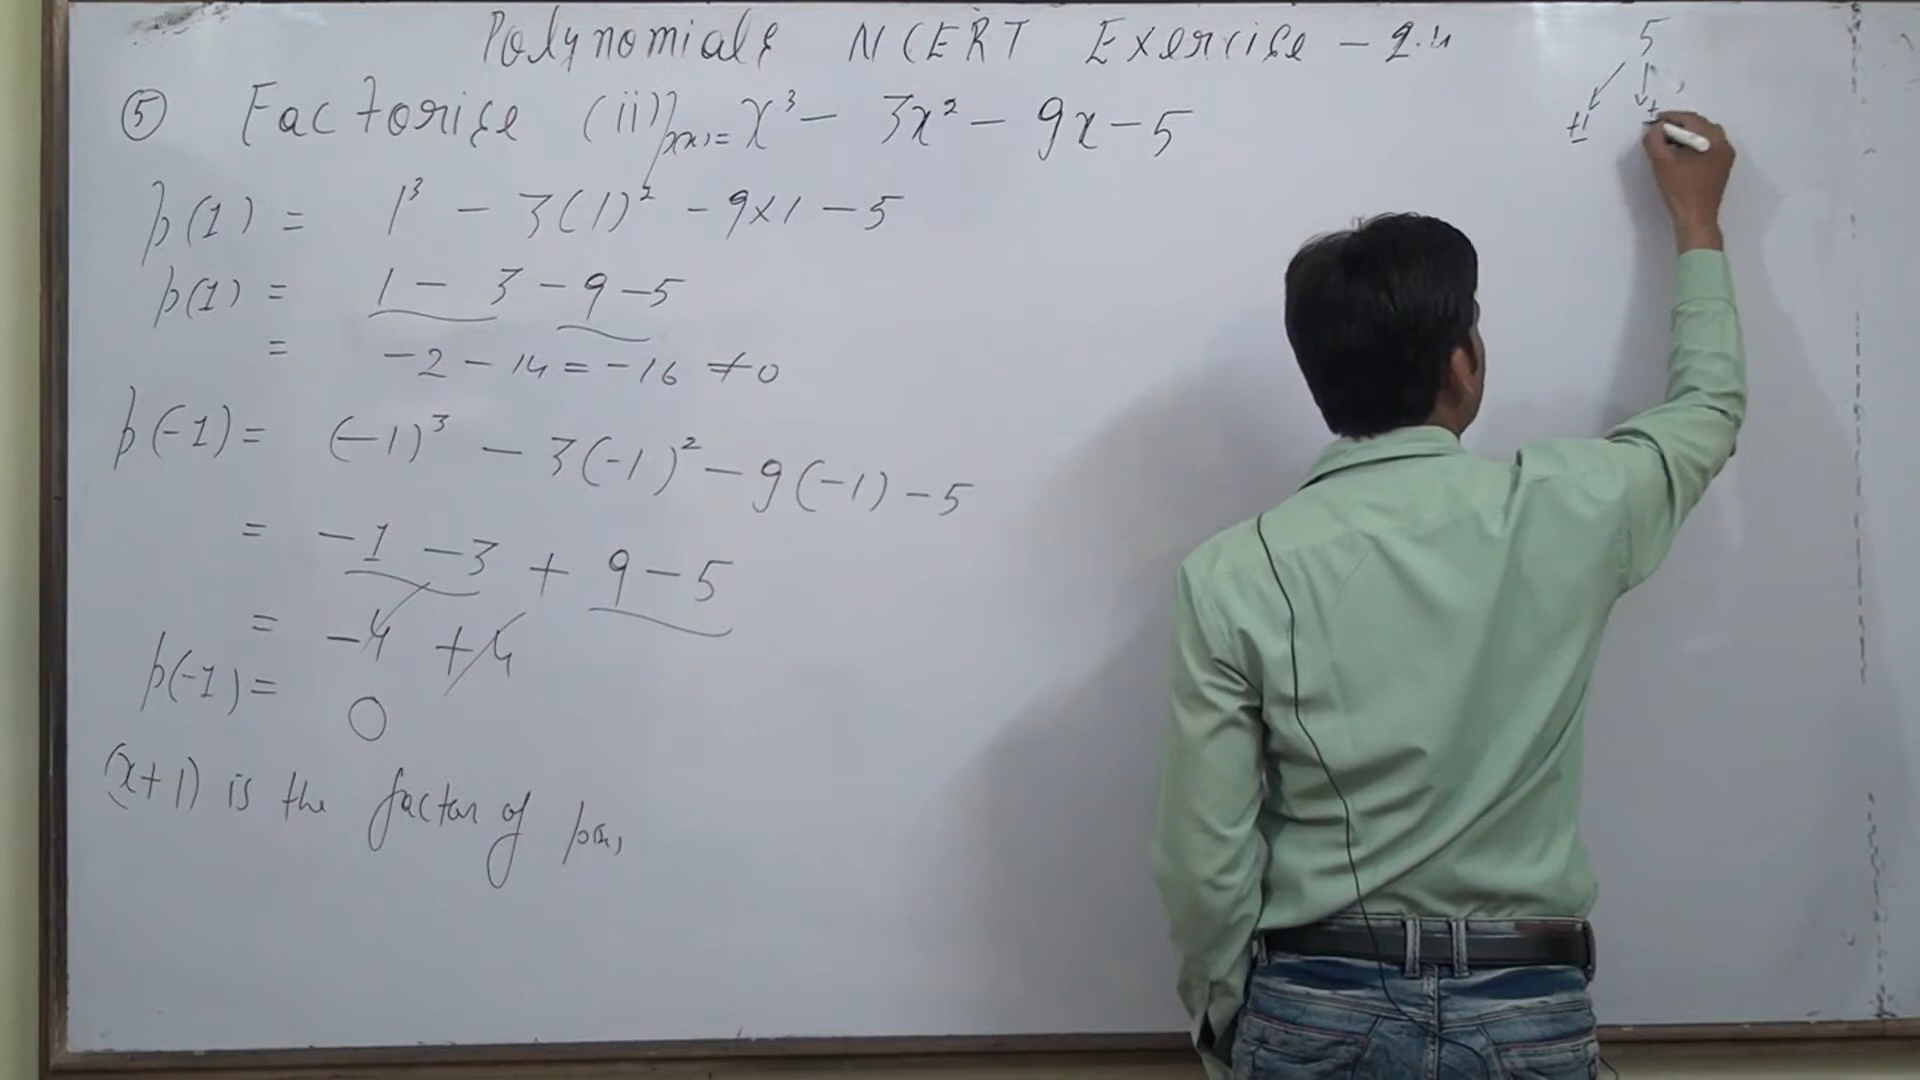 Polynomials NCERT Exercise - 2.4
⑤ Factorise (ii) p(x) = x³ - 3x² - 9x - 5
p(1) = 1³ - 3(1)² - 9×1 - 5
p(1) = 1 - 3 - 9 - 5
= -2 - 14 = -16 ≠ 0
p(-1) = (-1)³ - 3(-1)² - 9(-1) - 5
= -1 - 3 + 9 - 5
= -4 + 4
p(-1) = 0
(x+1) is the factor of p(x)
5
±1